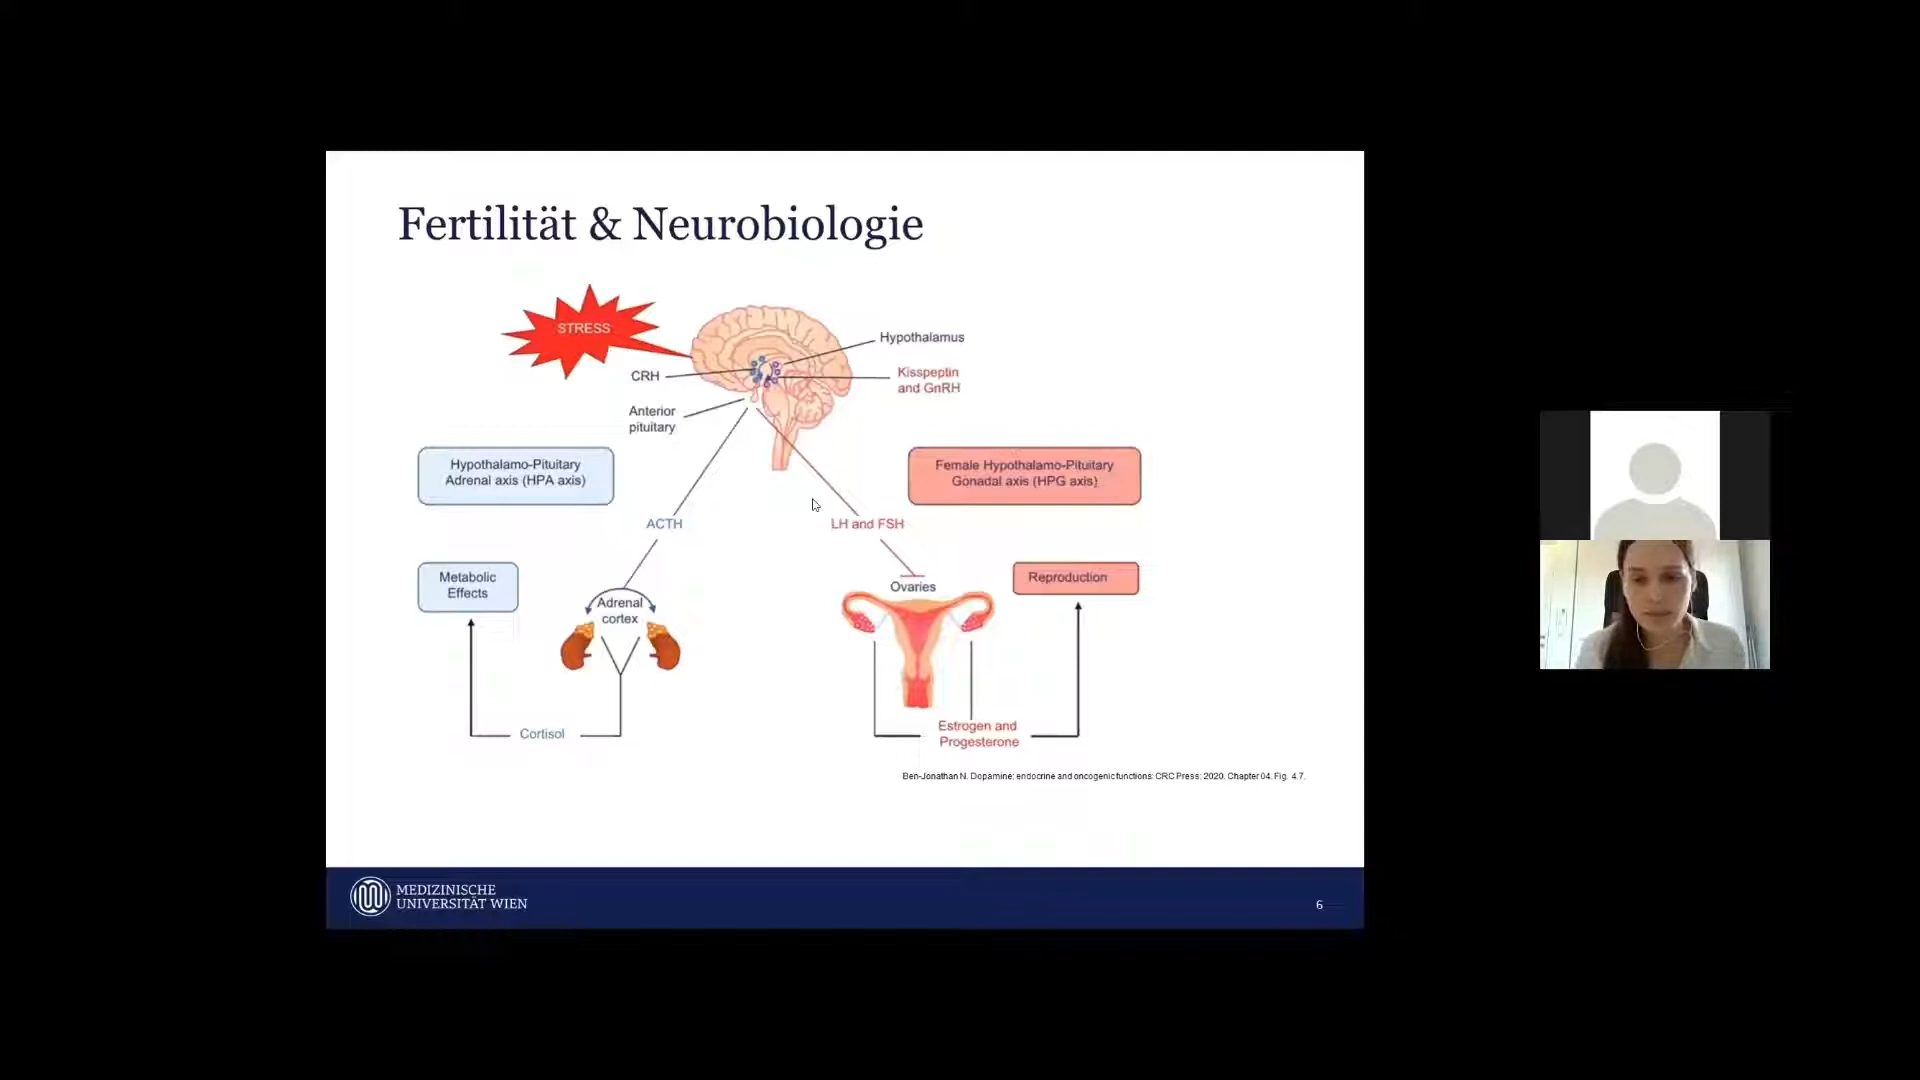 Fertilität & Neurobiologie
STRESS
Hypothalamus
CRH
Kisspeptin
and GnRH
Anterior
pituitary
Hypothalamo-Pituitary
Adrenal axis (HPA axis)
Female Hypothalamo-Pituitary
Gonadal axis (HPG axis)
ACTH
LH and FSH
Metabolic
Effects
Adrenal
cortex
Ovaries
Reproduction
Cortisol
Estrogen and
Progesterone
Ben-Jonathan N. Dopamine: endocrine and oncogenic functions: CRC Press; 2020. Chapter 04. Fig. 4.7.
MEDIZINISCHE
UNIVERSITÄT WIEN
6